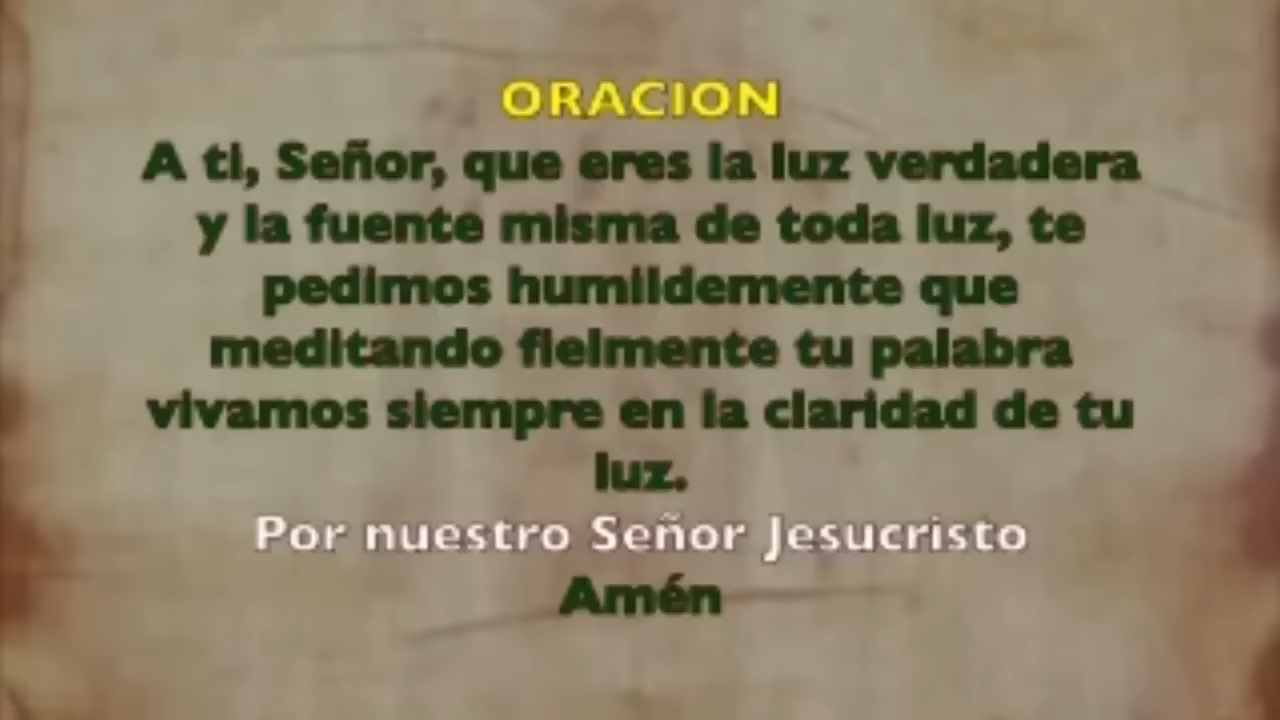 ORACION
A ti, Señor, que eres la luz verdadera
y la fuente misma de toda luz, te
pedimos humildemente que
meditando fielmente tu palabra
vivamos siempre en la claridad de tu
luz.
Por nuestro Señor Jesucristo
Amén